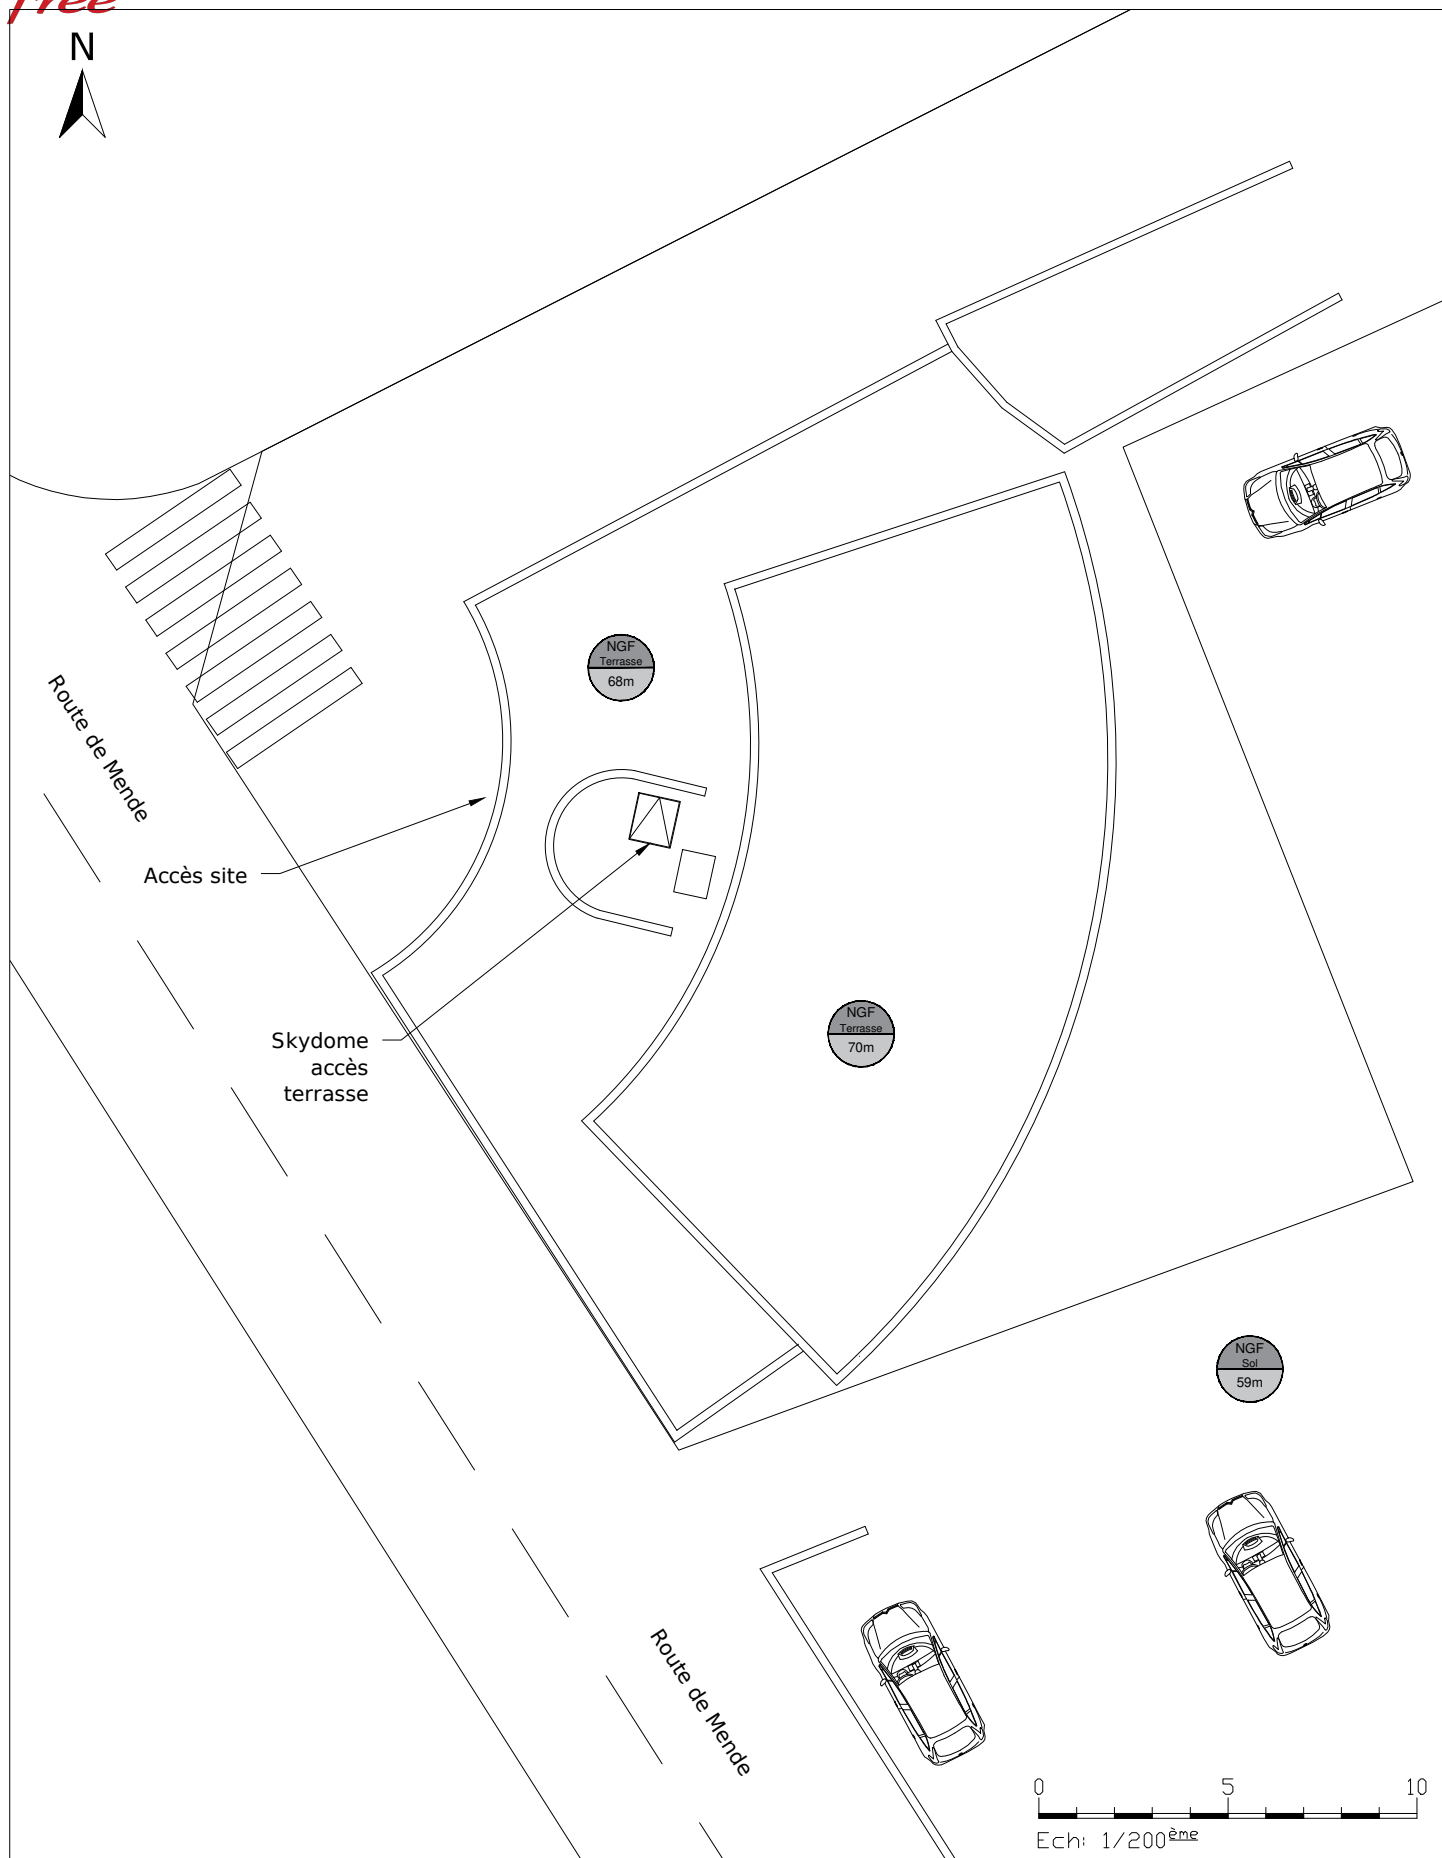 free
N
NGF
Terrasse
68m
Route de Mende
Accès site
NGF
Terrasse
70m
Skydome
accès
terrasse
NGF
Sol
59m
Route de Mende
0 5 10
Ech: 1/200ème